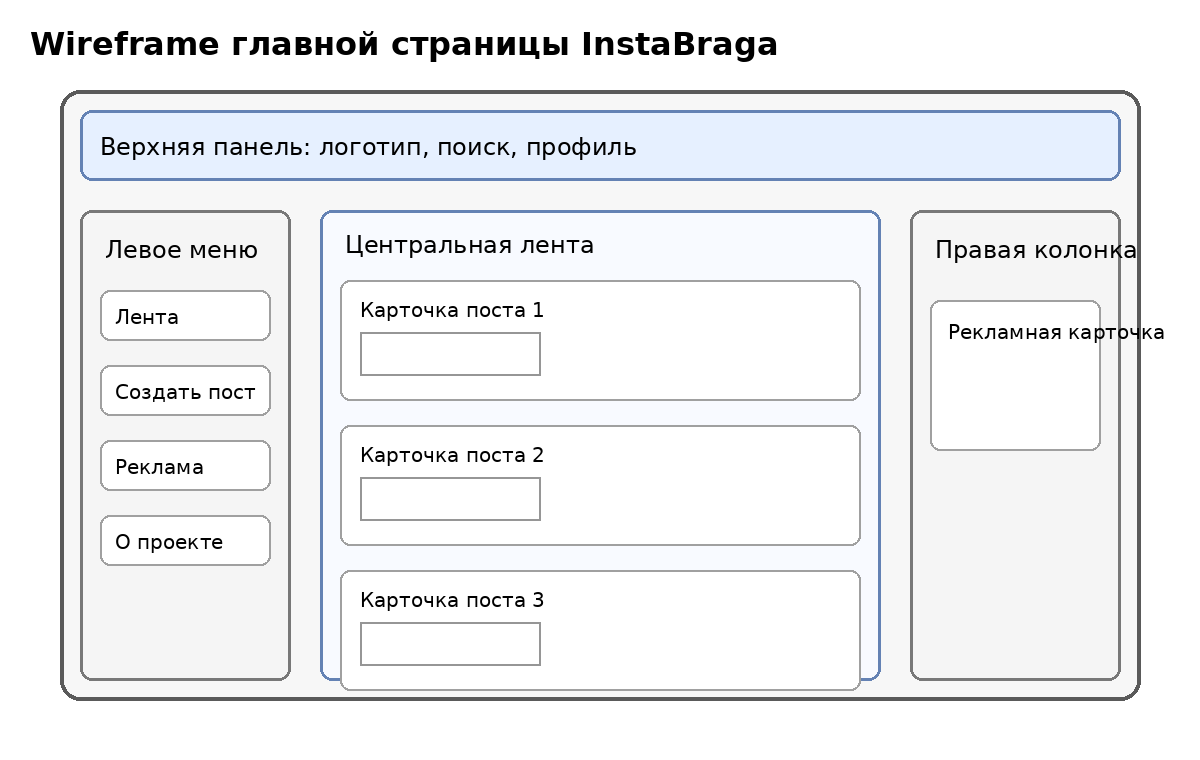 Wireframe главной страницы InstaBraga
Верхняя панель: логотип, поиск, профиль
Левое меню
Лента
Создать пост
Реклама
О проекте
Центральная лента
Карточка поста 1
Карточка поста 2
Карточка поста 3
Правая колонка
Рекламная карточка